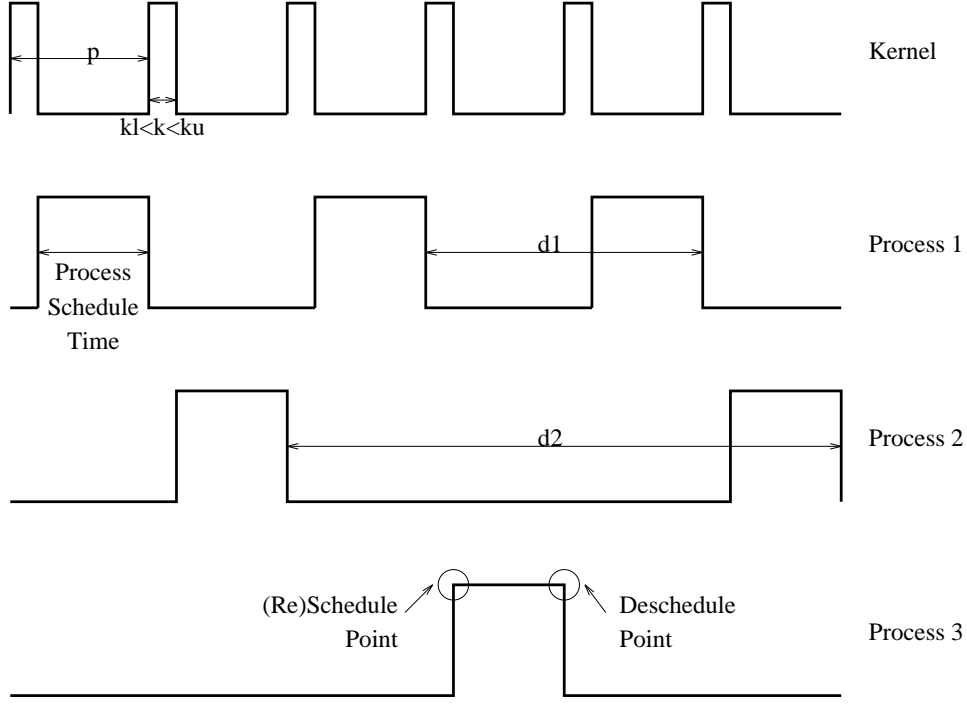 p
Kernel
kl<k<ku
d1
Process 1
Process
Schedule
Time
d2
Process 2
(Re)Schedule
Point
Deschedule
Point
Process 3